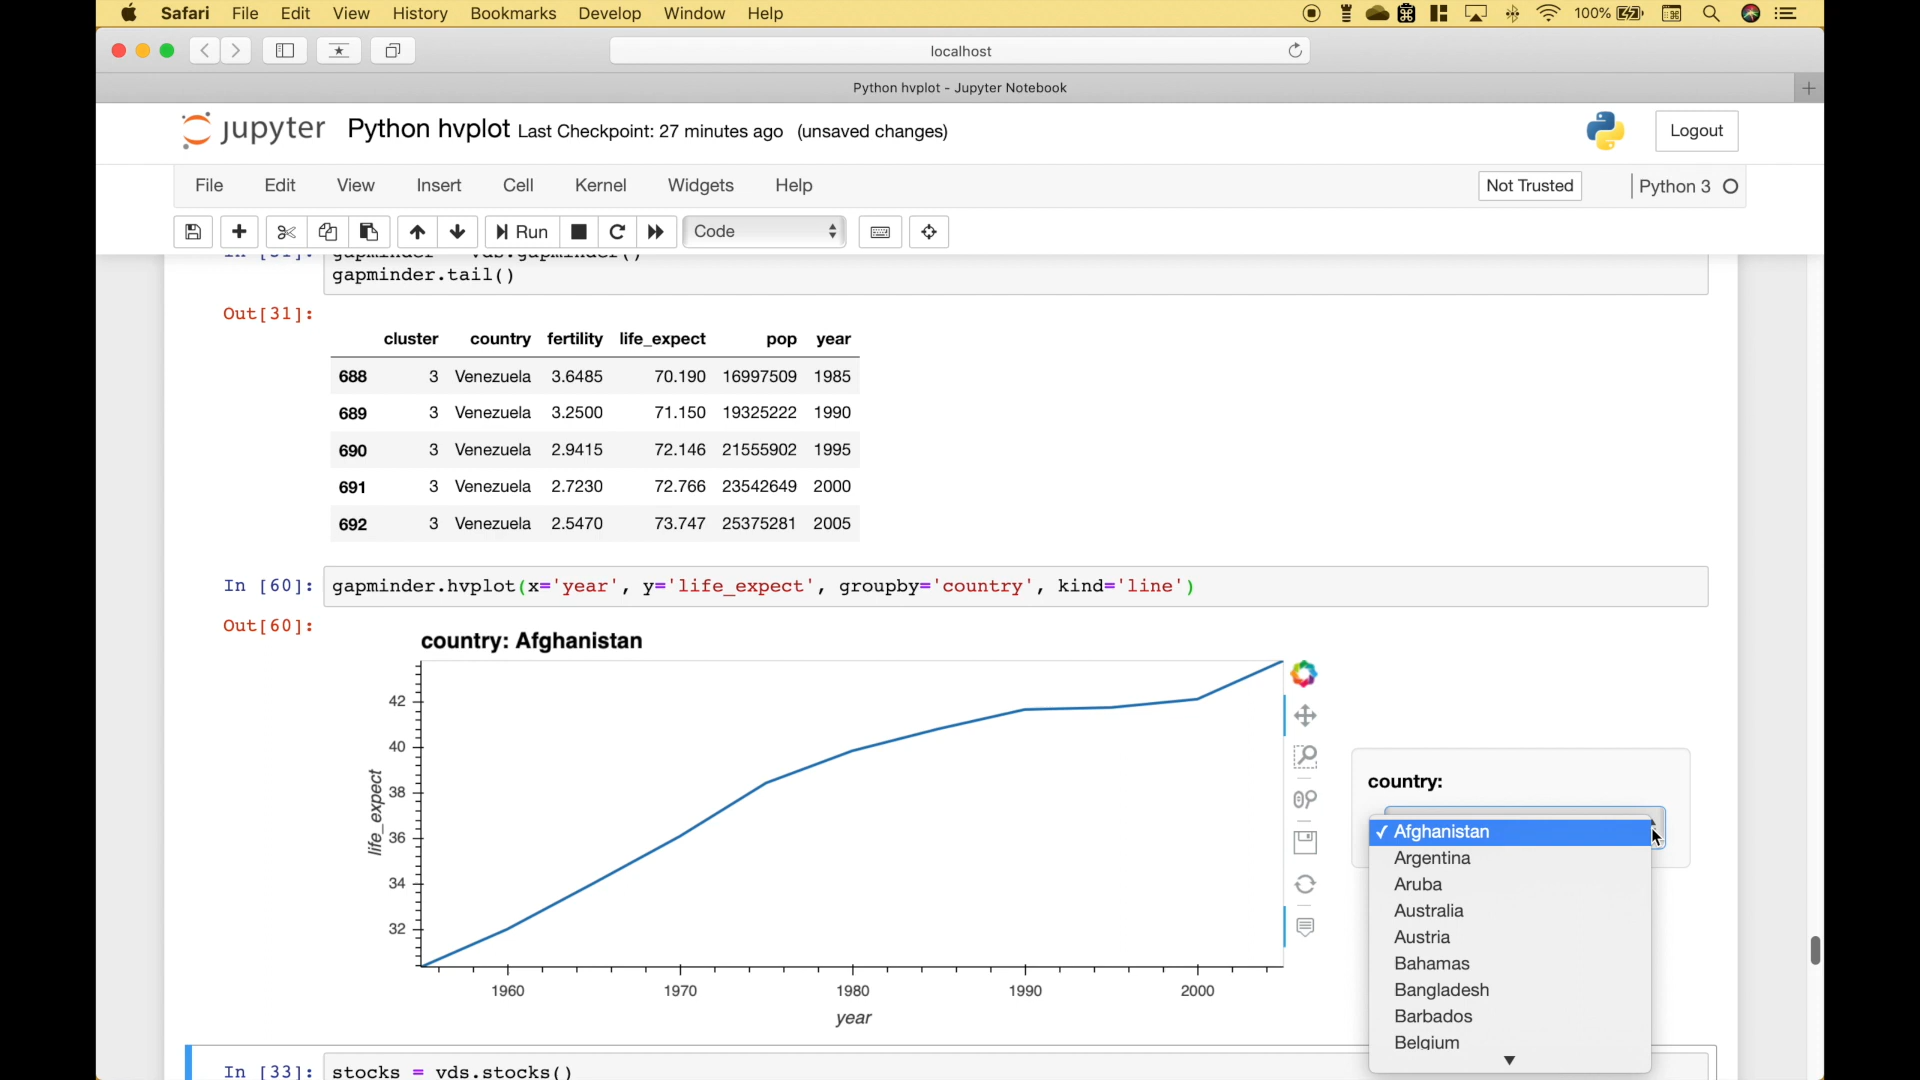 Safari File Edit View History Bookmarks Develop Window Help 100%
localhost
Python hvplot - Jupyter Notebook
jupyter Python hvplot Last Checkpoint: 27 minutes ago (unsaved changes) Logout
File Edit View Insert Cell Kernel Widgets Help Not Trusted Python 3
Run Code
In [31]: gapminder = vds.gapminder()
gapminder.tail()
Out[31]:
cluster country fertility life_expect pop year
688 3 Venezuela 3.6485 70.190 16997509 1985
689 3 Venezuela 3.2500 71.150 19325222 1990
690 3 Venezuela 2.9415 72.146 21555902 1995
691 3 Venezuela 2.7230 72.766 23542649 2000
692 3 Venezuela 2.5470 73.747 25375281 2005
In [60]: gapminder.hvplot(x='year', y='life_expect', groupby='country', kind='line')
Out[60]:
country: Afghanistan
42
40
38
36
34
32
life_expect
1960 1970 1980 1990 2000
year
country:
✓ Afghanistan
Argentina
Aruba
Australia
Austria
Bahamas
Bangladesh
Barbados
Belgium
In [33]: stocks = vds.stocks()